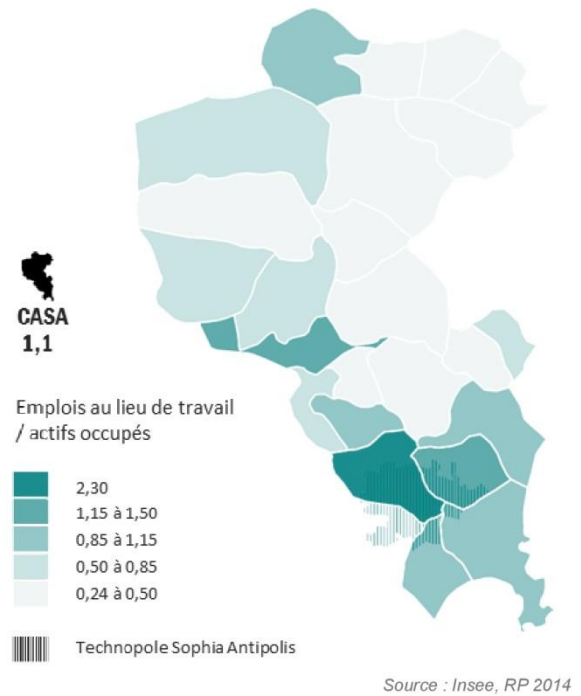 CASA
1,1
Emplois au lieu de travail
/ actifs occupés
2,30
1,15 à 1,50
0,85 à 1,15
0,50 à 0,85
0,24 à 0,50
Technopole Sophia Antipolis
Source : Insee, RP 2014